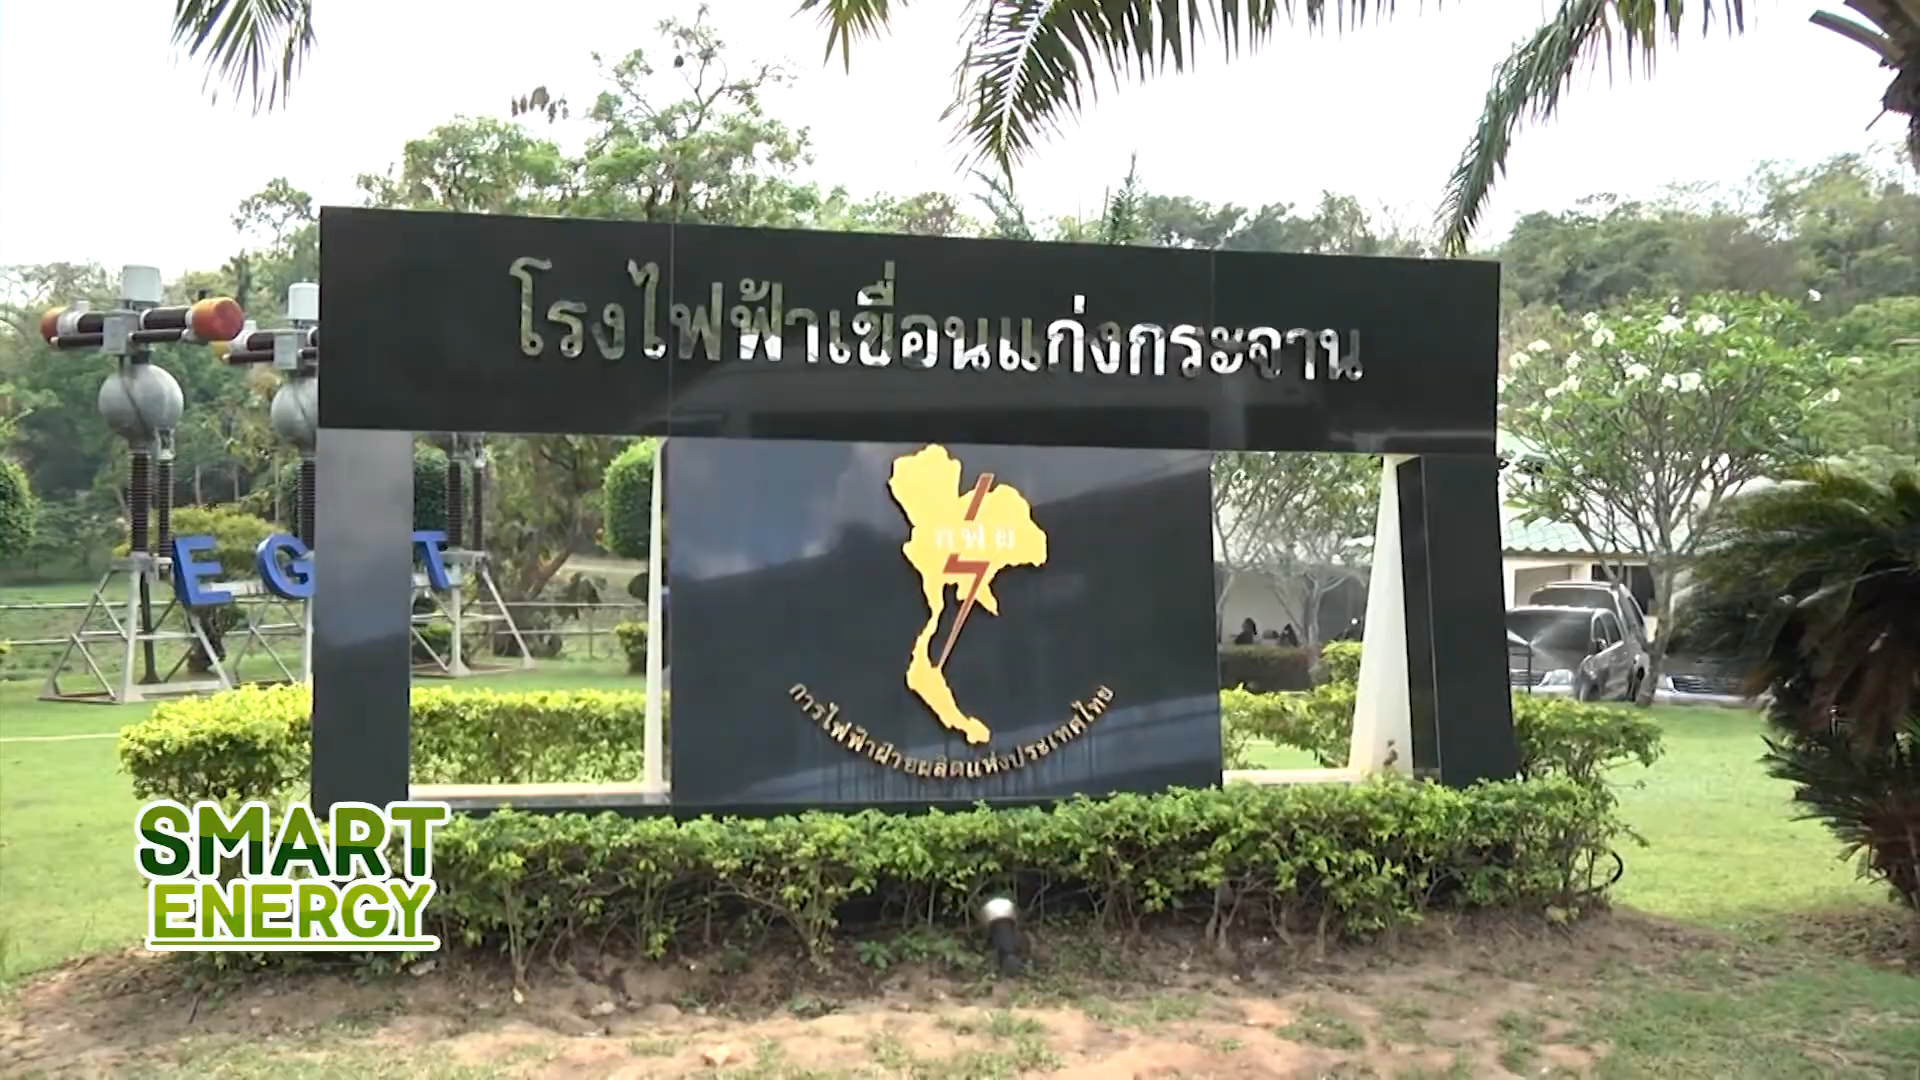 โรงไฟฟ้าเขื่อนแก่งกระจาน
กฟผ
การไฟฟ้าฝ่ายผลิตแห่งประเทศไทย
EG T
SMART
ENERGY